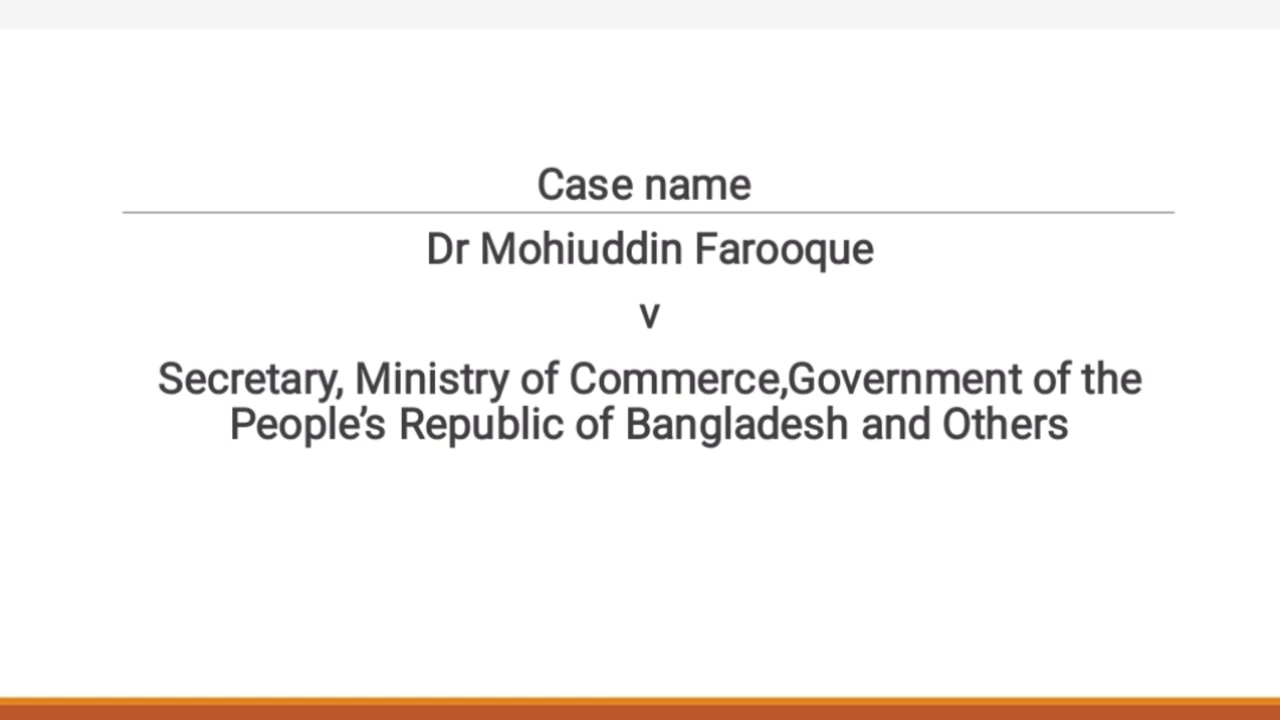 Case name
Dr Mohiuddin Farooque
v
Secretary, Ministry of Commerce,Government of the
People’s Republic of Bangladesh and Others